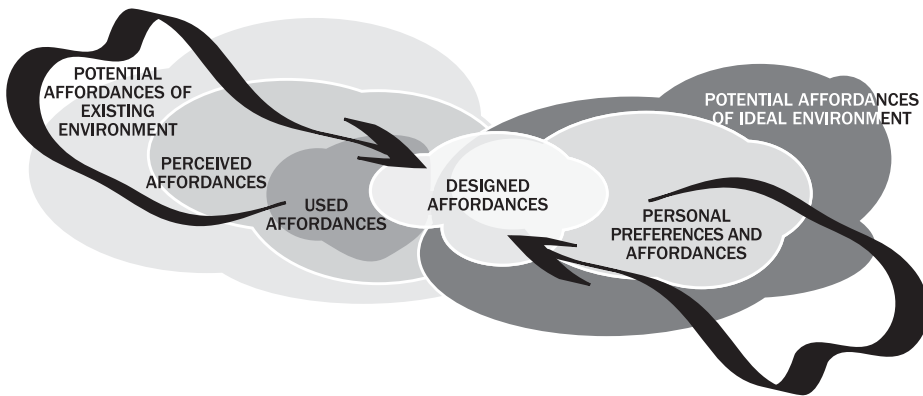 POTENTIAL
AFFORDANCES OF
EXISTING
ENVIRONMENT
PERCEIVED
AFFORDANCES
USED
AFFORDANCES
DESIGNED
AFFORDANCES
PERSONAL
PREFERENCES AND
AFFORDANCES
POTENTIAL AFFORDANCES
OF IDEAL ENVIRONMENT